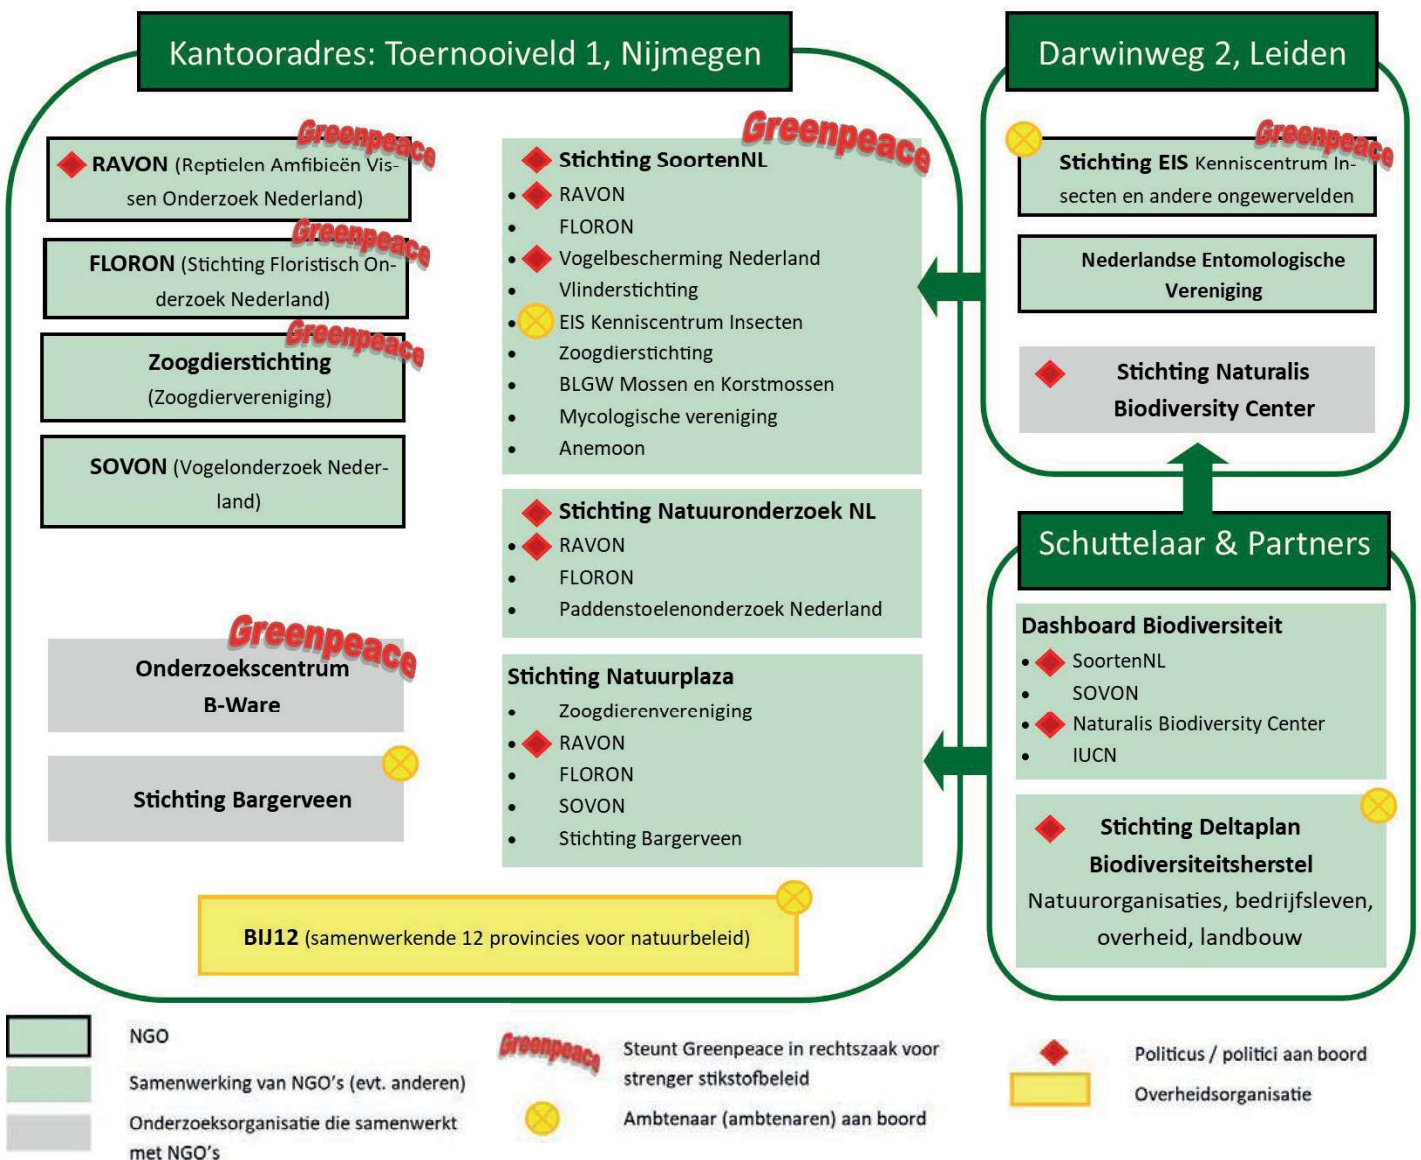 Kantooradres: Toernooiveld 1, Nijmegen
Greenpeace
RAVON (Reptielen Amfibieën Vis-
sen Onderzoek Nederland)
Greenpeace
FLORON (Stichting Floristisch On-
derzoek Nederland)
Greenpeace
Zoogdierstichting
(Zoogdiervereniging)
SOVON (Vogelonderzoek Neder-
land)
Greenpeace
Onderzoekscentrum
B-Ware
Stichting Bargerveen
Greenpeace
Stichting SoortenNL
• RAVON
• FLORON
• Vogelbescherming Nederland
• Vlinderstichting
• EIS Kenniscentrum Insecten
• Zoogdierstichting
• BLGW Mossen en Korstmossen
• Mycologische vereniging
• Anemoon
Stichting Natuuronderzoek NL
• RAVON
• FLORON
• Paddenstoelenonderzoek Nederland
Stichting Natuurplaza
• Zoogdierenvereniging
• RAVON
• FLORON
• SOVON
• Stichting Bargerveen
BIJ12 (samenwerkende 12 provincies voor natuurbeleid)
Darwinweg 2, Leiden
Greenpeace
Stichting EIS Kenniscentrum In-
secten en andere ongewervelden
Nederlandse Entomologische
Vereniging
Stichting Naturalis
Biodiversity Center
Schuttelaar & Partners
Dashboard Biodiversiteit
• SoortenNL
• SOVON
• Naturalis Biodiversity Center
• IUCN
Stichting Deltaplan
Biodiversiteitsherstel
Natuurorganisaties, bedrijfsleven,
overheid, landbouw
NGO
Samenwerking van NGO's (evt. anderen)
Onderzoeksorganisatie die samenwerkt
met NGO's
Greenpeace
Steunt Greenpeace in rechtszaak voor
strenger stikstofbeleid
Ambtenaar (ambtenaren) aan boord
Politicus / politici aan boord
Overheidsorganisatie